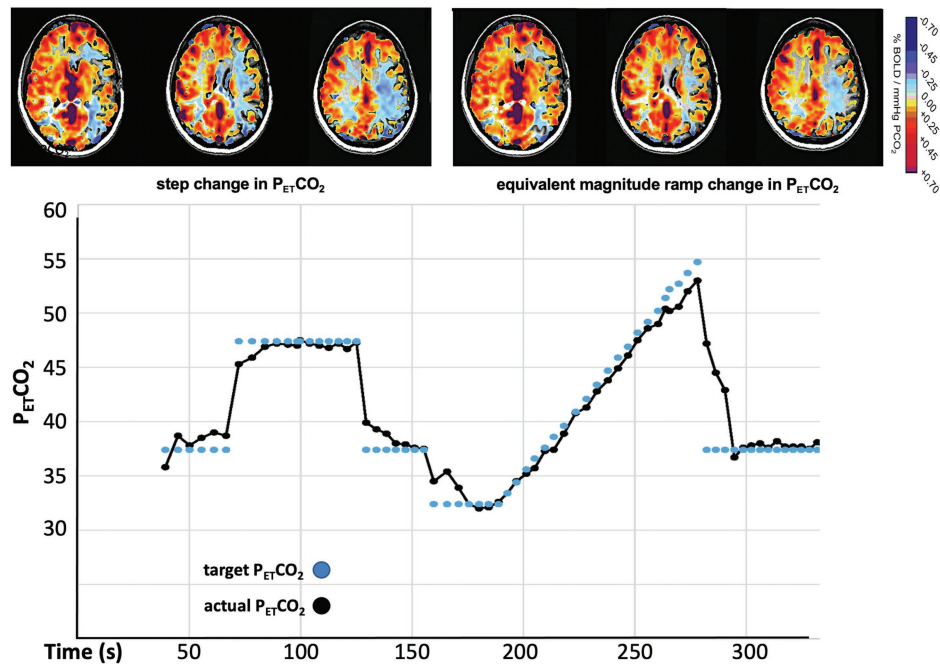 -0.70
-0.45
-0.30
0.00
+0.25
+0.45
+0.70
% BOLD / mmHg PCO₂
step change in PETCO₂
equivalent magnitude ramp change in PETCO₂
60
55
50
45
40
35
30
PETCO₂
target PETCO₂
actual PETCO₂
Time (s)
50
100
150
200
250
300